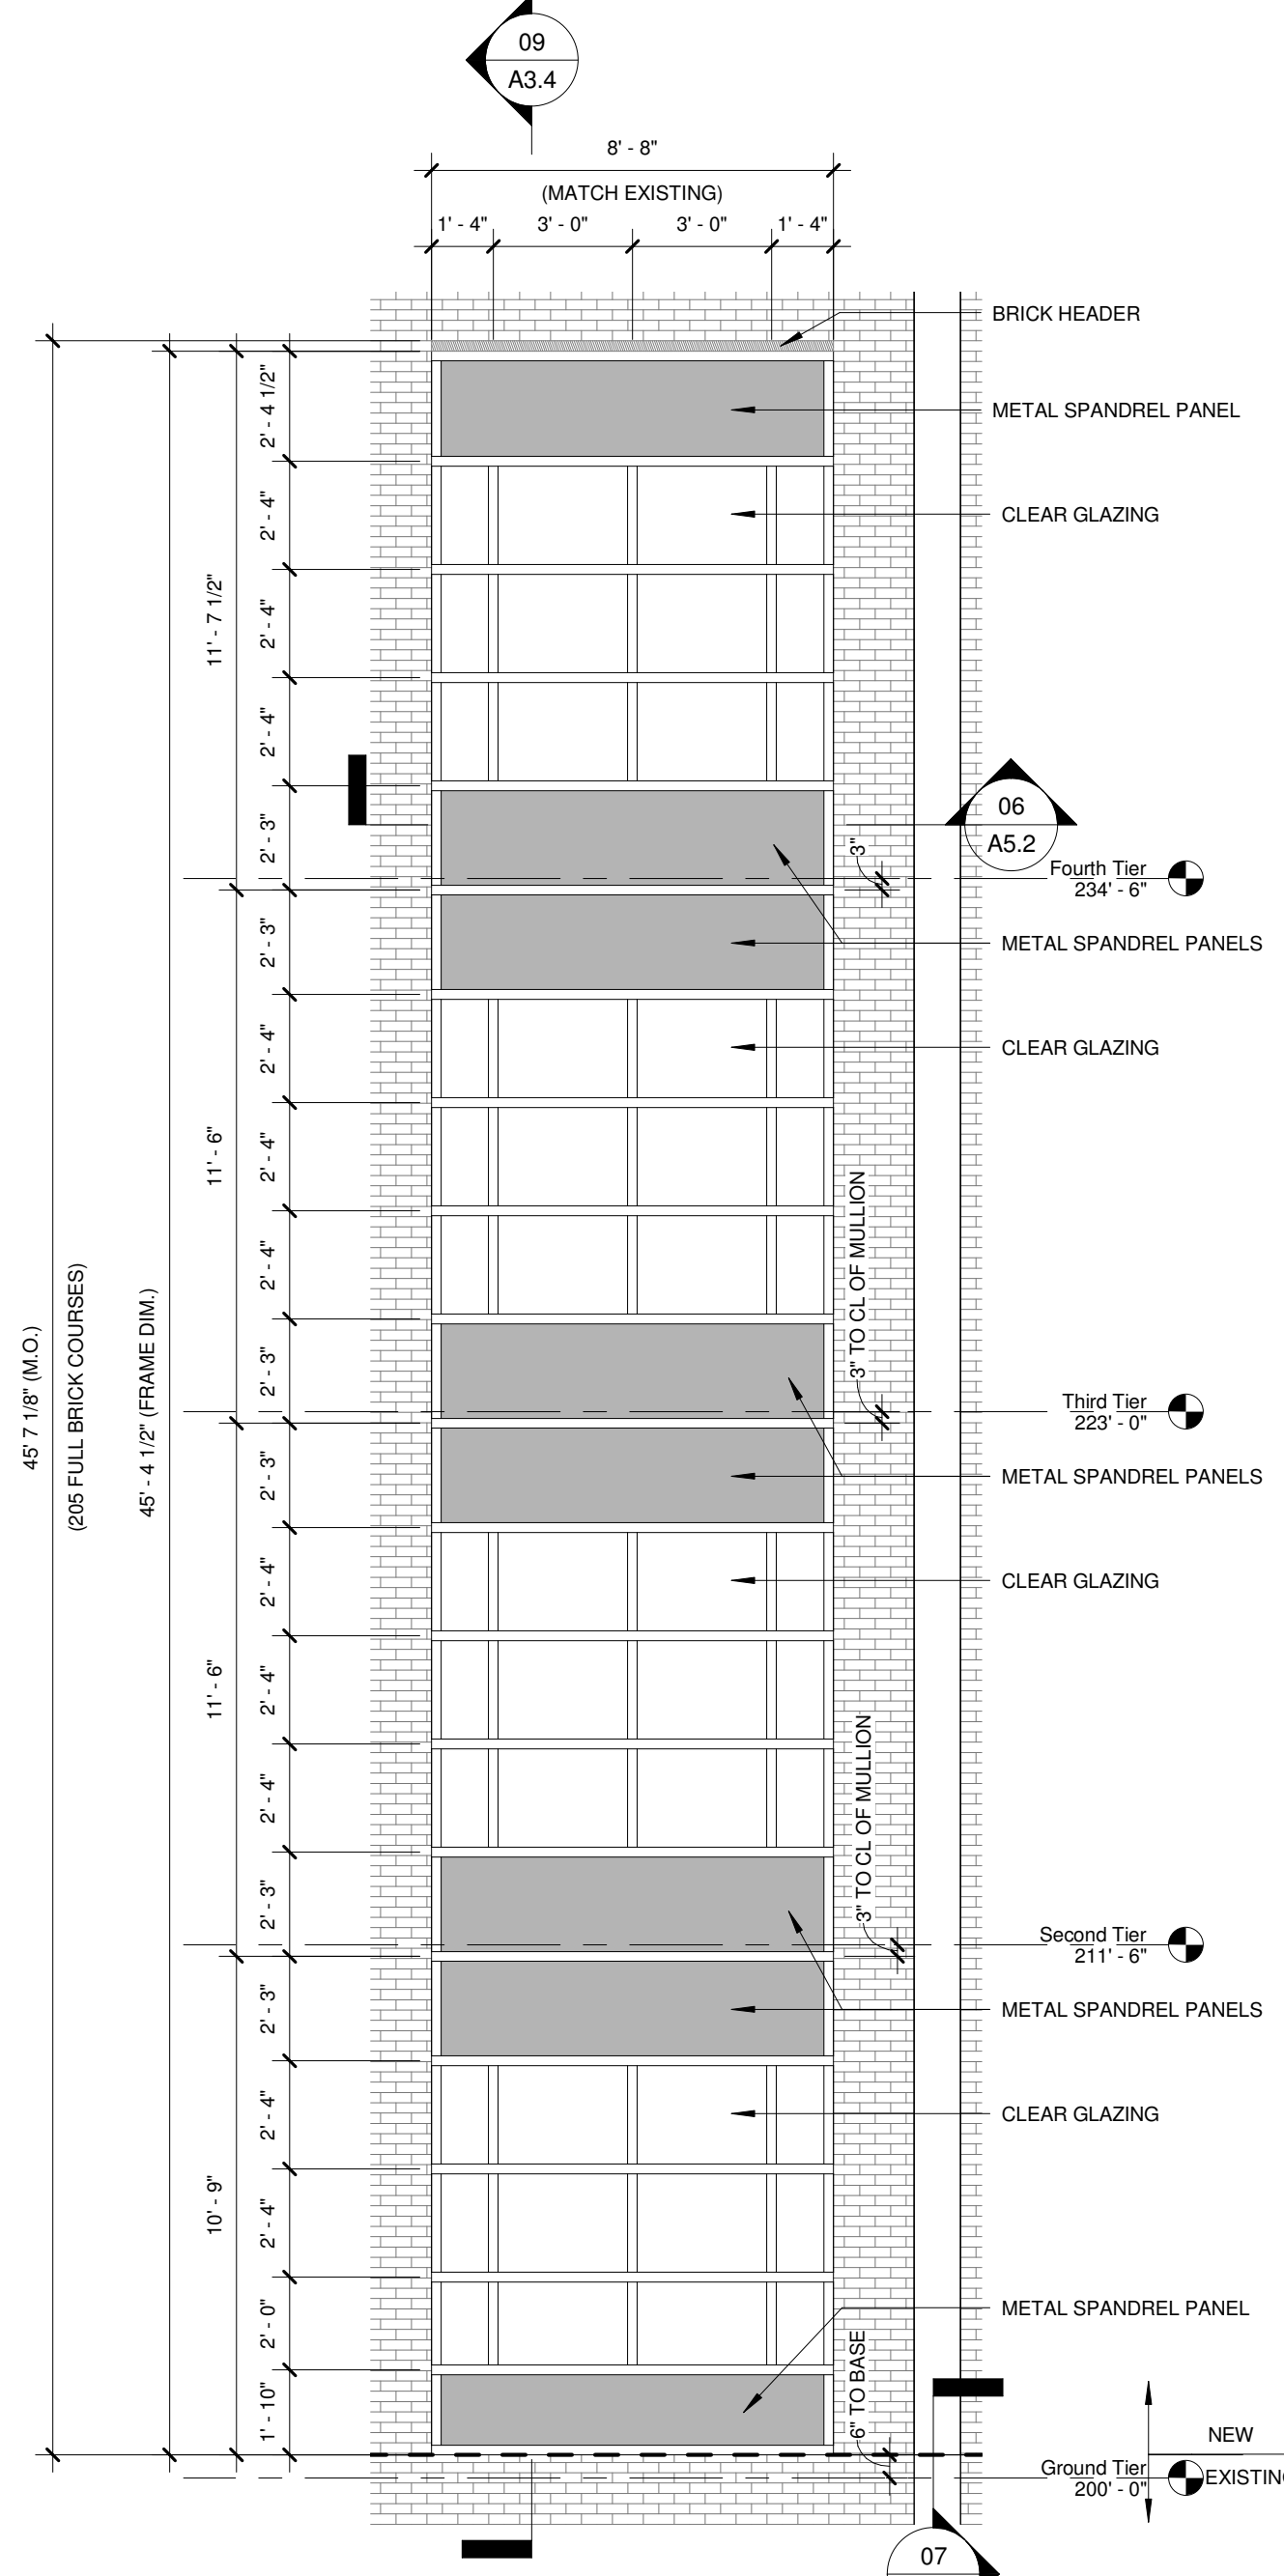 09
A3.4
8' - 8"
(MATCH EXISTING)
1' - 4"
3' - 0"
3' - 0"
1' - 4"
BRICK HEADER
2' - 4 1/2"
METAL SPANDREL PANEL
2' - 4"
CLEAR GLAZING
11' - 7 1/2"
2' - 4"
2' - 4"
06
A5.2
2' - 3"
3"
Fourth Tier
234' - 6"
2' - 3"
METAL SPANDREL PANELS
2' - 4"
CLEAR GLAZING
11' - 6"
2' - 4"
2' - 4"
3" TO CL OF MULLION
45' 7 1/8" (M.O.)
(205 FULL BRICK COURSES)
45' - 4 1/2" (FRAME DIM.)
2' - 3"
Third Tier
223' - 0"
2' - 3"
METAL SPANDREL PANELS
2' - 4"
CLEAR GLAZING
11' - 6"
2' - 4"
2' - 4"
3" TO CL OF MULLION
2' - 3"
Second Tier
211' - 6"
2' - 3"
METAL SPANDREL PANELS
2' - 4"
CLEAR GLAZING
10' - 9"
2' - 4"
2' - 0"
METAL SPANDREL PANEL
1' - 10"
6" TO BASE
NEW
Ground Tier
200' - 0"
EXISTING
07